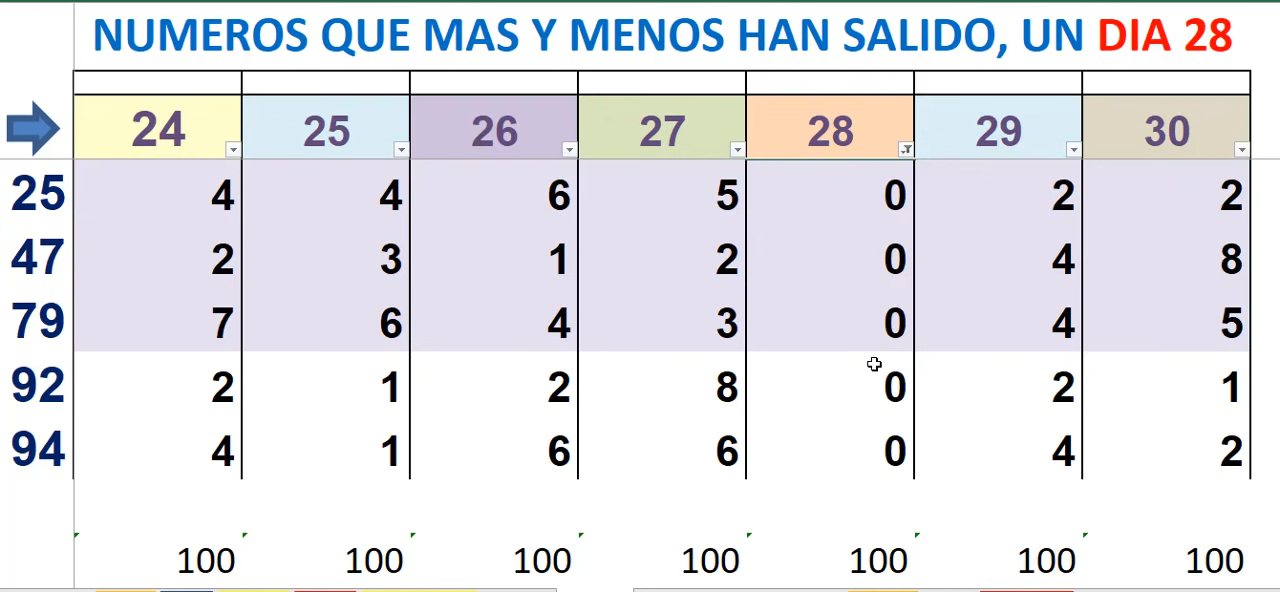 NUMEROS QUE MAS Y MENOS HAN SALIDO, UN DIA 28
24 25 26 27 28 29 30
25 4 4 6 5 0 2 2
47 2 3 1 2 0 4 8
79 7 6 4 3 0 4 5
92 2 1 2 8 0 2 1
94 4 1 6 6 0 4 2
100 100 100 100 100 100 100